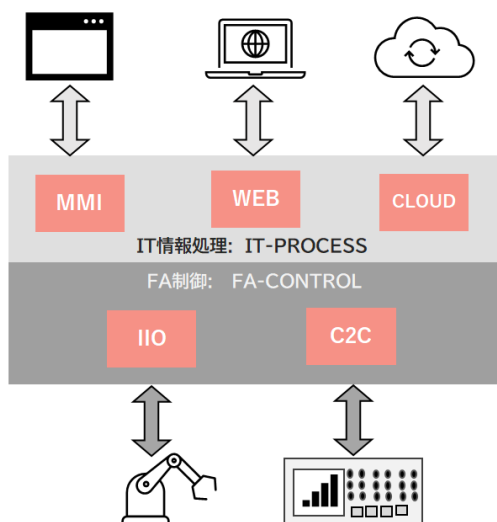 MMI
WEB
CLOUD
IT情報処理: IT-PROCESS
FA制御: FA-CONTROL
IIO
C2C